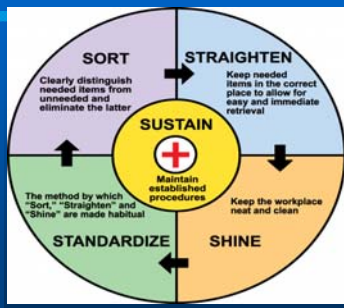 SORT
Clearly distinguish
needed items from
unneeded and
eliminate the latter
STRAIGHTEN
Keep needed
items in the correct
place to allow for
easy and immediate
retrieval
SUSTAIN
Maintain
established
procedures
The method by which
"Sort," "Straighten" and
"Shine" are made habitual
STANDARDIZE
Keep the workplace
neat and clean
SHINE